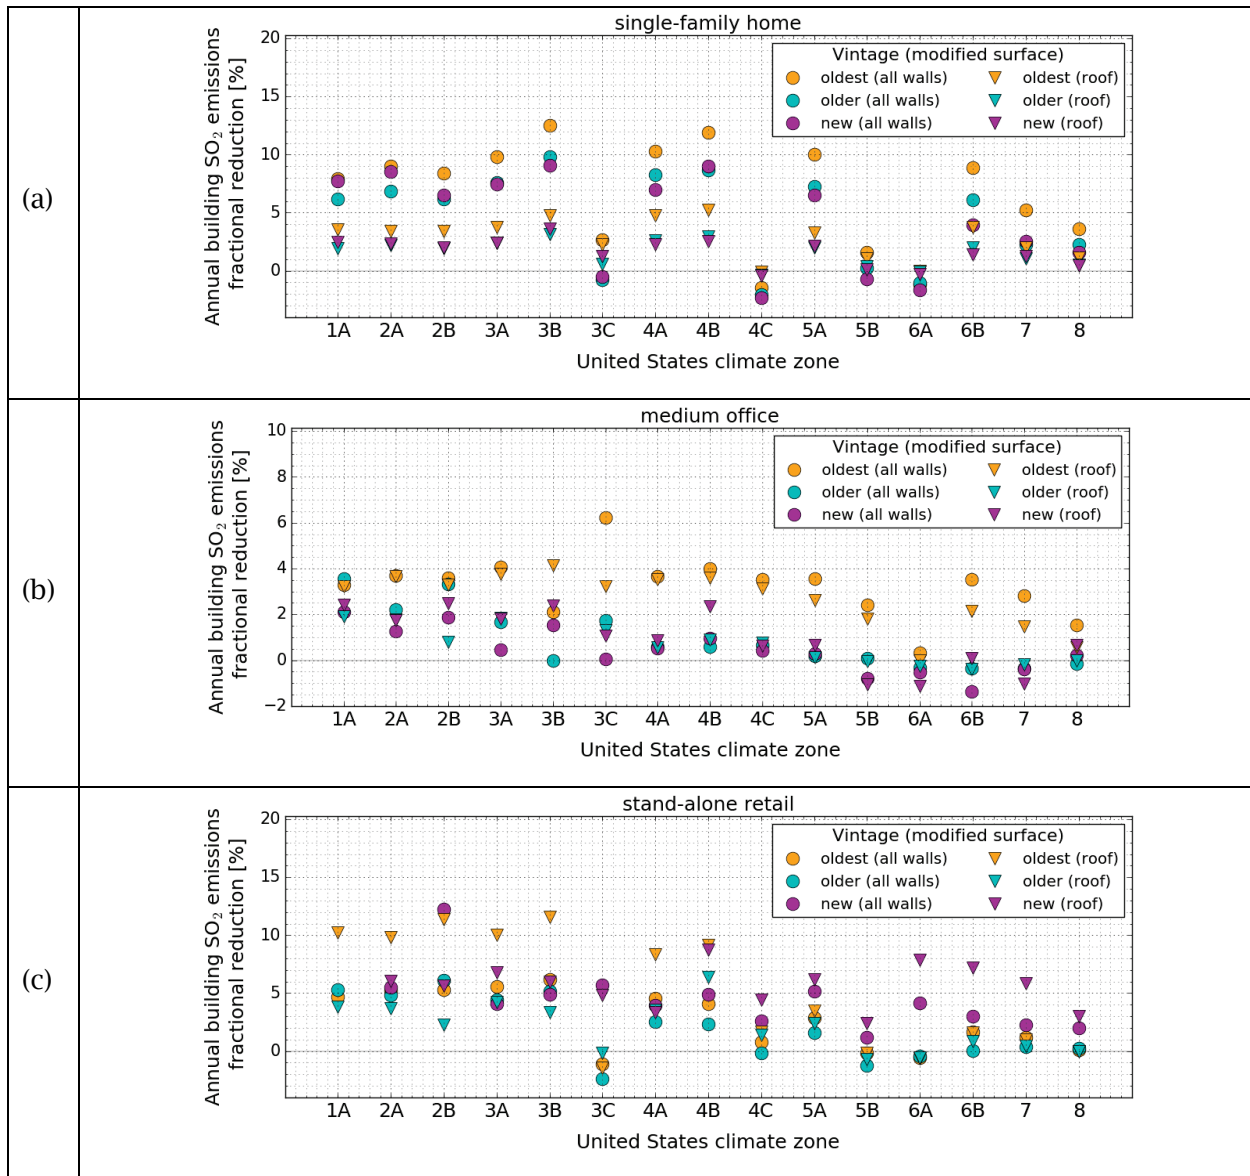 (a)
single-family home
Annual building SO₂ emissions
fractional reduction [%]
20
15
10
5
0
Vintage (modified surface)
oldest (all walls) oldest (roof)
older (all walls) older (roof)
new (all walls) new (roof)
1A 2A 2B 3A 3B 3C 4A 4B 4C 5A 5B 6A 6B 7 8
United States climate zone
(b)
medium office
Annual building SO₂ emissions
fractional reduction [%]
10
8
6
4
2
0
−2
Vintage (modified surface)
oldest (all walls) oldest (roof)
older (all walls) older (roof)
new (all walls) new (roof)
1A 2A 2B 3A 3B 3C 4A 4B 4C 5A 5B 6A 6B 7 8
United States climate zone
(c)
stand-alone retail
Annual building SO₂ emissions
fractional reduction [%]
20
15
10
5
0
Vintage (modified surface)
oldest (all walls) oldest (roof)
older (all walls) older (roof)
new (all walls) new (roof)
1A 2A 2B 3A 3B 3C 4A 4B 4C 5A 5B 6A 6B 7 8
United States climate zone